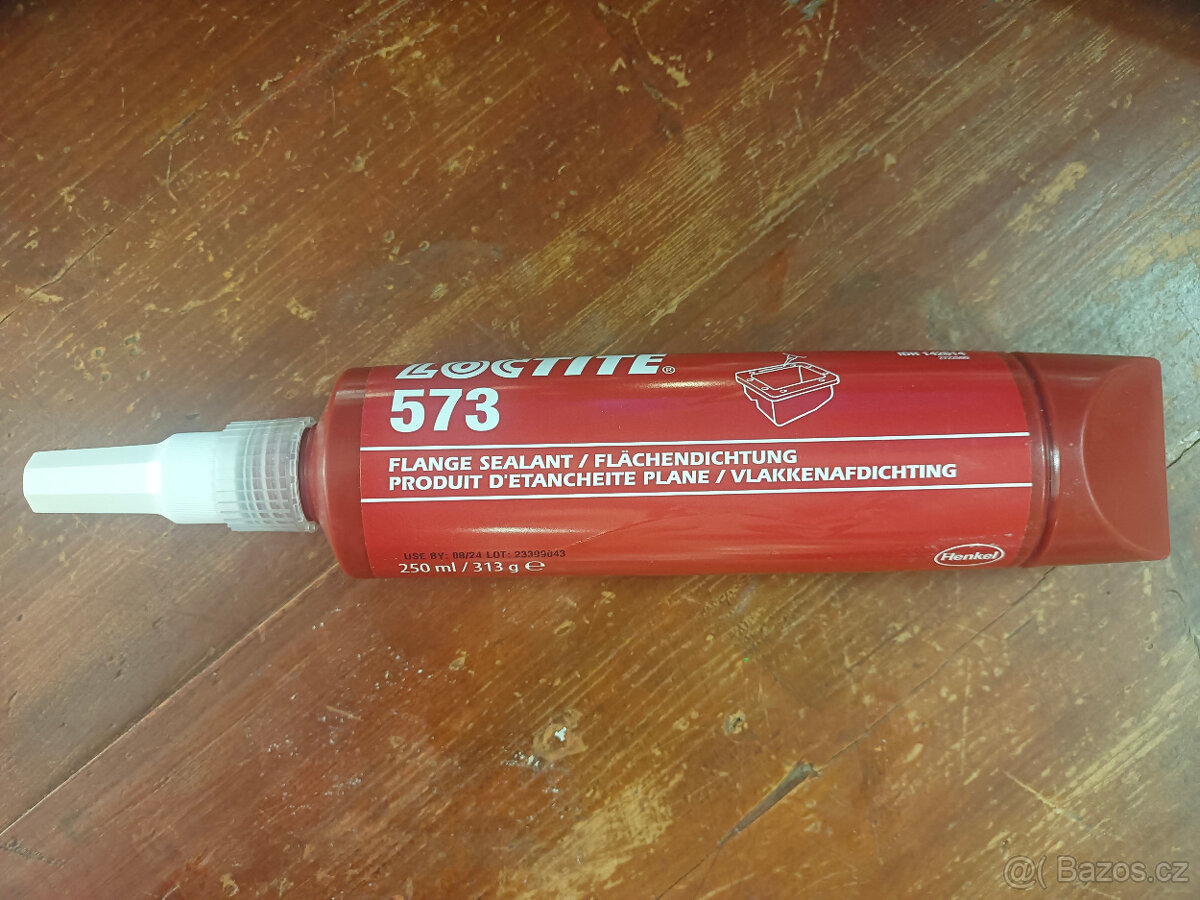 LOCTITE®
573
FLANGE SEALANT / FLÄCHENDICHTUNG
PRODUIT D'ETANCHEITE PLANE / VLAKKENAFDICHTING
USE BY: 08/24 LOT: 23399043
250 ml / 313 g ℮
Henkel
@( Bazos.cz